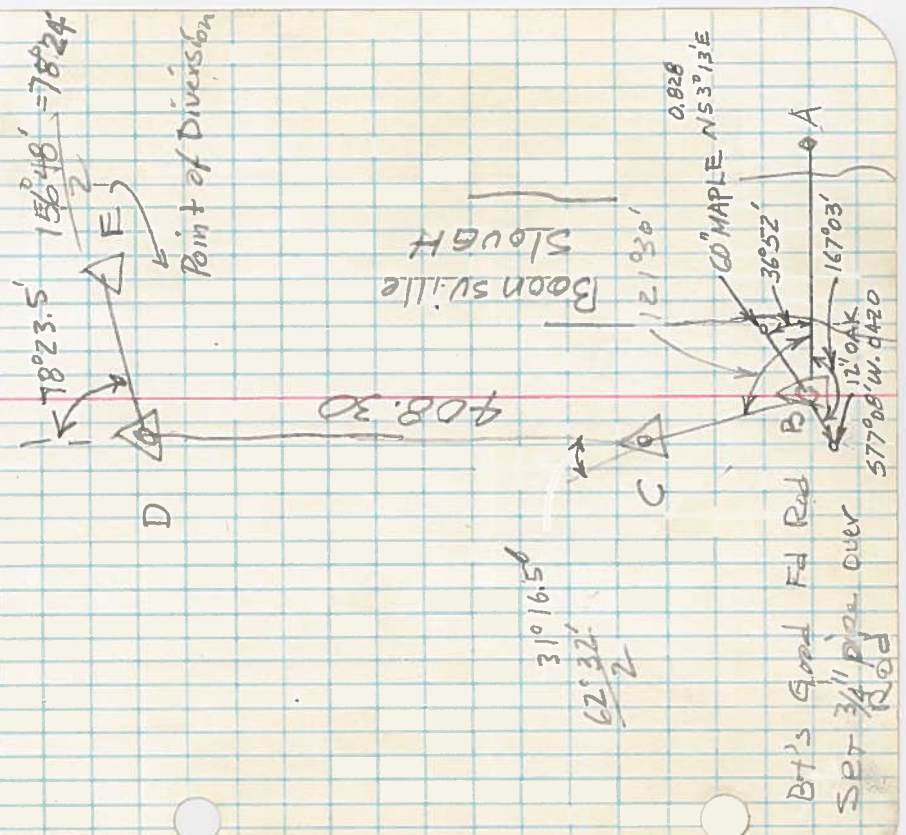 156°48' = 78°24'
2
78°23.5'
E
Point of Diversion
D
408.30
Boonsville
Slough
0.828
60" MAPLE N53°13'E
121°30'
36°52'
A
167°03'
12" OAK
S77°08'W. 0.420
B
C
31°16.5'
62°32'
2
BT's Good Fd Rod
Set 3/4" pipe over
Rod